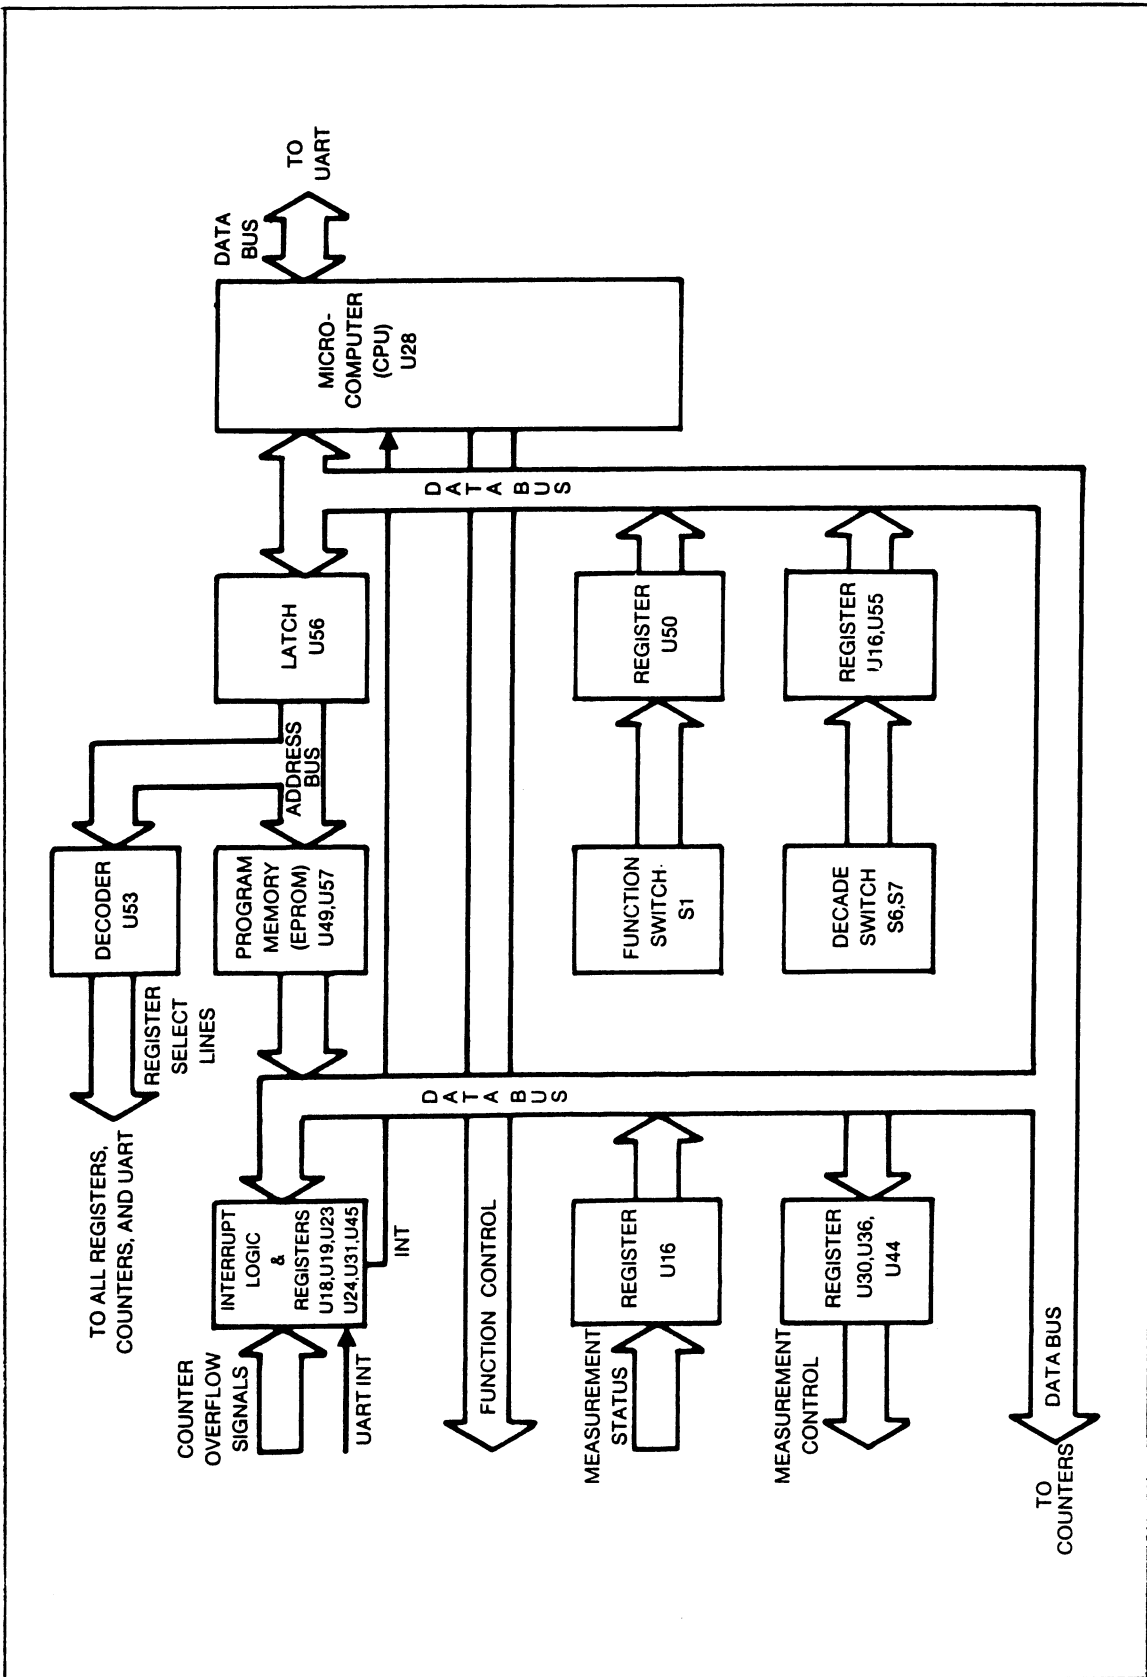 TO ALL REGISTERS,
COUNTERS, AND UART
REGISTER
SELECT
LINES
DECODER
U53
COUNTER
OVERFLOW
SIGNALS
UART INT
INTERRUPT
LOGIC
&
REGISTERS
U18,U19,U23
U24,U31,U45
INT
PROGRAM
MEMORY
(EPROM)
U49,U57
ADDRESS
BUS
LATCH
U56
DATA
BUS
TO
UART
MICRO-
COMPUTER
(CPU)
U28
FUNCTION CONTROL
DATA BUS
DATA BUS
MEASUREMENT
STATUS
REGISTER
U16
FUNCTION
SWITCH
S1
REGISTER
U50
MEASUREMENT
CONTROL
REGISTER
U30,U36,
U44
DECADE
SWITCH
S6,S7
REGISTER
U16,U55
TO
COUNTERS
DATA BUS